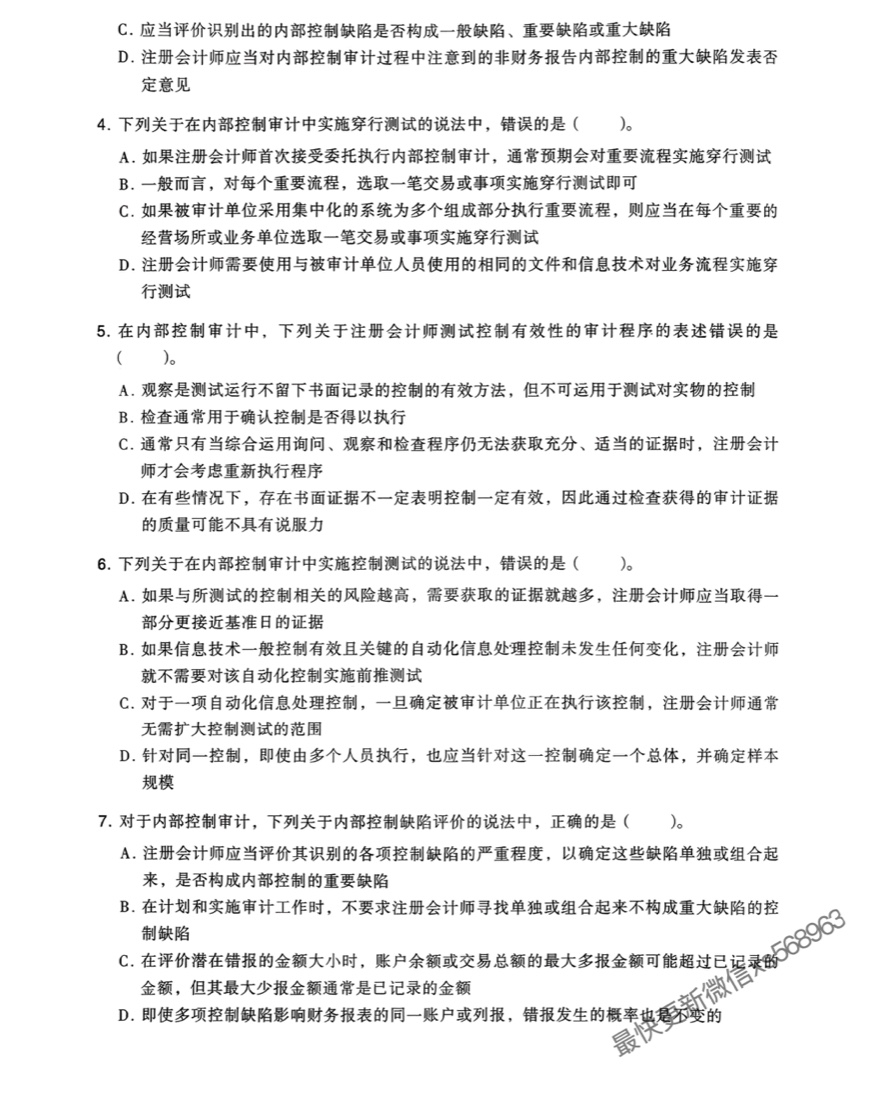 C. 应当评价识别出的内部控制缺陷是否构成一般缺陷、重要缺陷或重大缺陷
D. 注册会计师应当对内部控制审计过程中注意到的非财务报告内部控制的重大缺陷发表否
定意见
4. 下列关于在内部控制审计中实施穿行测试的说法中，错误的是（　　）。
A. 如果注册会计师首次接受委托执行内部控制审计，通常预期会对重要流程实施穿行测试
B. 一般而言，对每个重要流程，选取一笔交易或事项实施穿行测试即可
C. 如果被审计单位采用集中化的系统为多个组成部分执行重要流程，则应当在每个重要的
经营场所或业务单位选取一笔交易或事项实施穿行测试
D. 注册会计师需要使用与被审计单位人员使用的相同的文件和信息技术对业务流程实施穿
行测试
5. 在内部控制审计中，下列关于注册会计师测试控制有效性的审计程序的表述错误的是
（　　）。
A. 观察是测试运行不留下书面记录的控制的有效方法，但不可运用于测试对实物的控制
B. 检查通常用于确认控制是否得以执行
C. 通常只有当综合运用询问、观察和检查程序仍无法获取充分、适当的证据时，注册会计
师才会考虑重新执行程序
D. 在有些情况下，存在书面证据不一定表明控制一定有效，因此通过检查获得的审计证据
的质量可能不具有说服力
6. 下列关于在内部控制审计中实施控制测试的说法中，错误的是（　　）。
A. 如果与所测试的控制相关的风险越高，需要获取的证据就越多，注册会计师应当取得一
部分更接近基准日的证据
B. 如果信息技术一般控制有效且关键的自动化信息处理控制未发生任何变化，注册会计师
就不需要对该自动化控制实施前推测试
C. 对于一项自动化信息处理控制，一旦确定被审计单位正在执行该控制，注册会计师通常
无需扩大控制测试的范围
D. 针对同一控制，即使由多个人员执行，也应当针对这一控制确定一个总体，并确定样本
规模
7. 对于内部控制审计，下列关于内部控制缺陷评价的说法中，正确的是（　　）。
A. 注册会计师应当评价其识别的各项控制缺陷的严重程度，以确定这些缺陷单独或组合起
来，是否构成内部控制的重要缺陷
B. 在计划和实施审计工作时，不要求注册会计师寻找单独或组合起来不构成重大缺陷的控
制缺陷
C. 在评价潜在错报的金额大小时，账户余额或交易总额的最大多报金额可能超过已记录的
金额，但其最大少报金额通常是已记录的金额
D. 即使多项控制缺陷影响财务报表的同一账户或列报，错报发生的概率也是不变的
最快更新微信568963